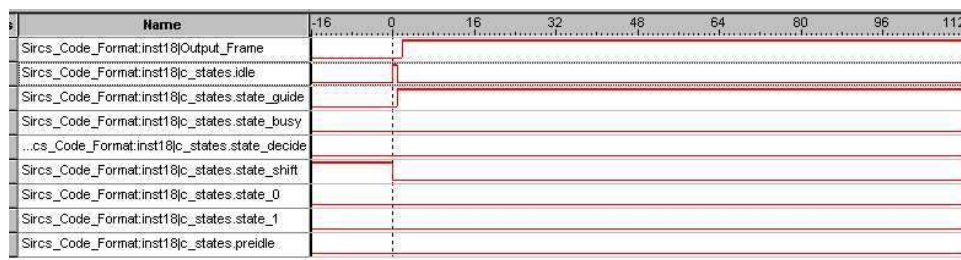 s Name -16 0 16 32 48 64 80 96 112
Sircs_Code_Format:inst18|Output_Frame
Sircs_Code_Format:inst18|c_states.idle
Sircs_Code_Format:inst18|c_states.state_guide
Sircs_Code_Format:inst18|c_states.state_busy
...cs_Code_Format:inst18|c_states.state_decide
Sircs_Code_Format:inst18|c_states.state_shift
Sircs_Code_Format:inst18|c_states.state_0
Sircs_Code_Format:inst18|c_states.state_1
Sircs_Code_Format:inst18|c_states.preidle